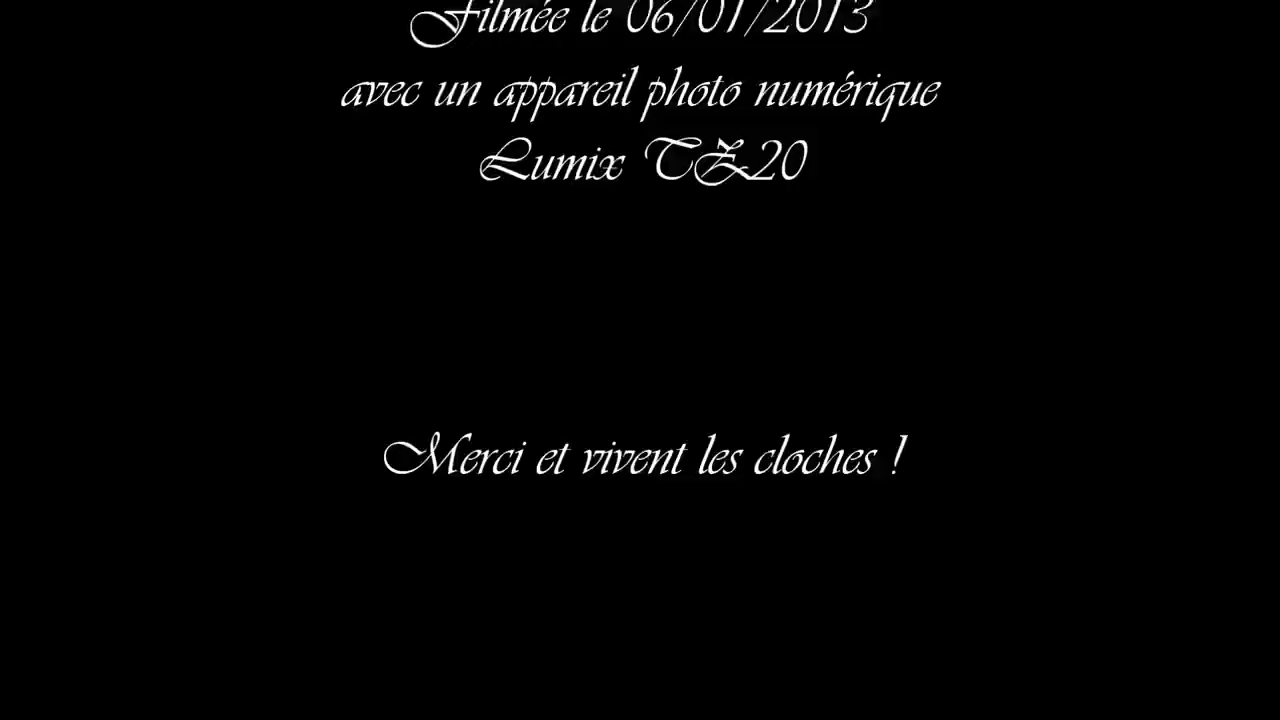 Filmée le 06/01/2013
avec un appareil photo numérique
Lumix TZ20
Merci et vivent les cloches !